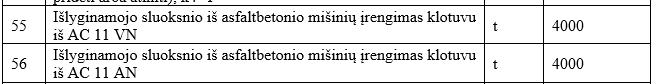 55 Išlyginamojo sluoksnio iš asfaltbetonio mišinių įrengimas klotuvu iš AC 11 VN t 4000
56 Išlyginamojo sluoksnio iš asfaltbetonio mišinių įrengimas klotuvu iš AC 11 AN t 4000